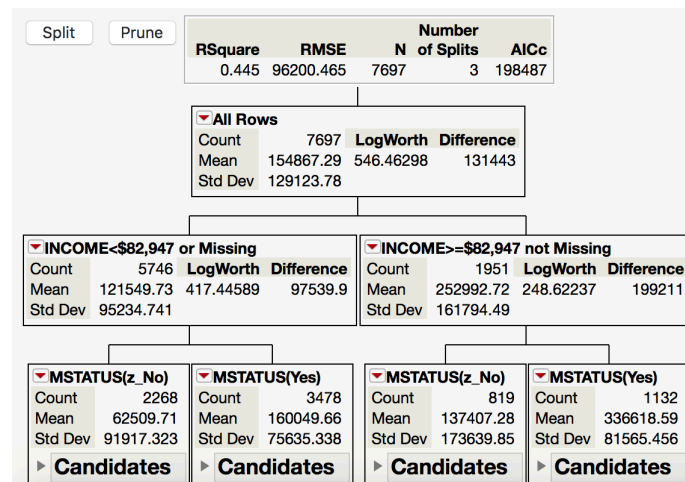 Split Prune
Number
RSquare RMSE N of Splits AICc
0.445 96200.465 7697 3 198487
All Rows
Count 7697 LogWorth Difference
Mean 154867.29 546.46298 131443
Std Dev 129123.78
INCOME<$82,947 or Missing
Count 5746 LogWorth Difference
Mean 121549.73 417.44589 97539.9
Std Dev 95234.741
INCOME>=$82,947 not Missing
Count 1951 LogWorth Difference
Mean 252992.72 248.62237 199211
Std Dev 161794.49
MSTATUS(z_No)
Count 2268
Mean 62509.71
Std Dev 91917.323
Candidates
MSTATUS(Yes)
Count 3478
Mean 160049.66
Std Dev 75635.338
Candidates
MSTATUS(z_No)
Count 819
Mean 137407.28
Std Dev 173639.85
Candidates
MSTATUS(Yes)
Count 1132
Mean 336618.59
Std Dev 81565.456
Candidates